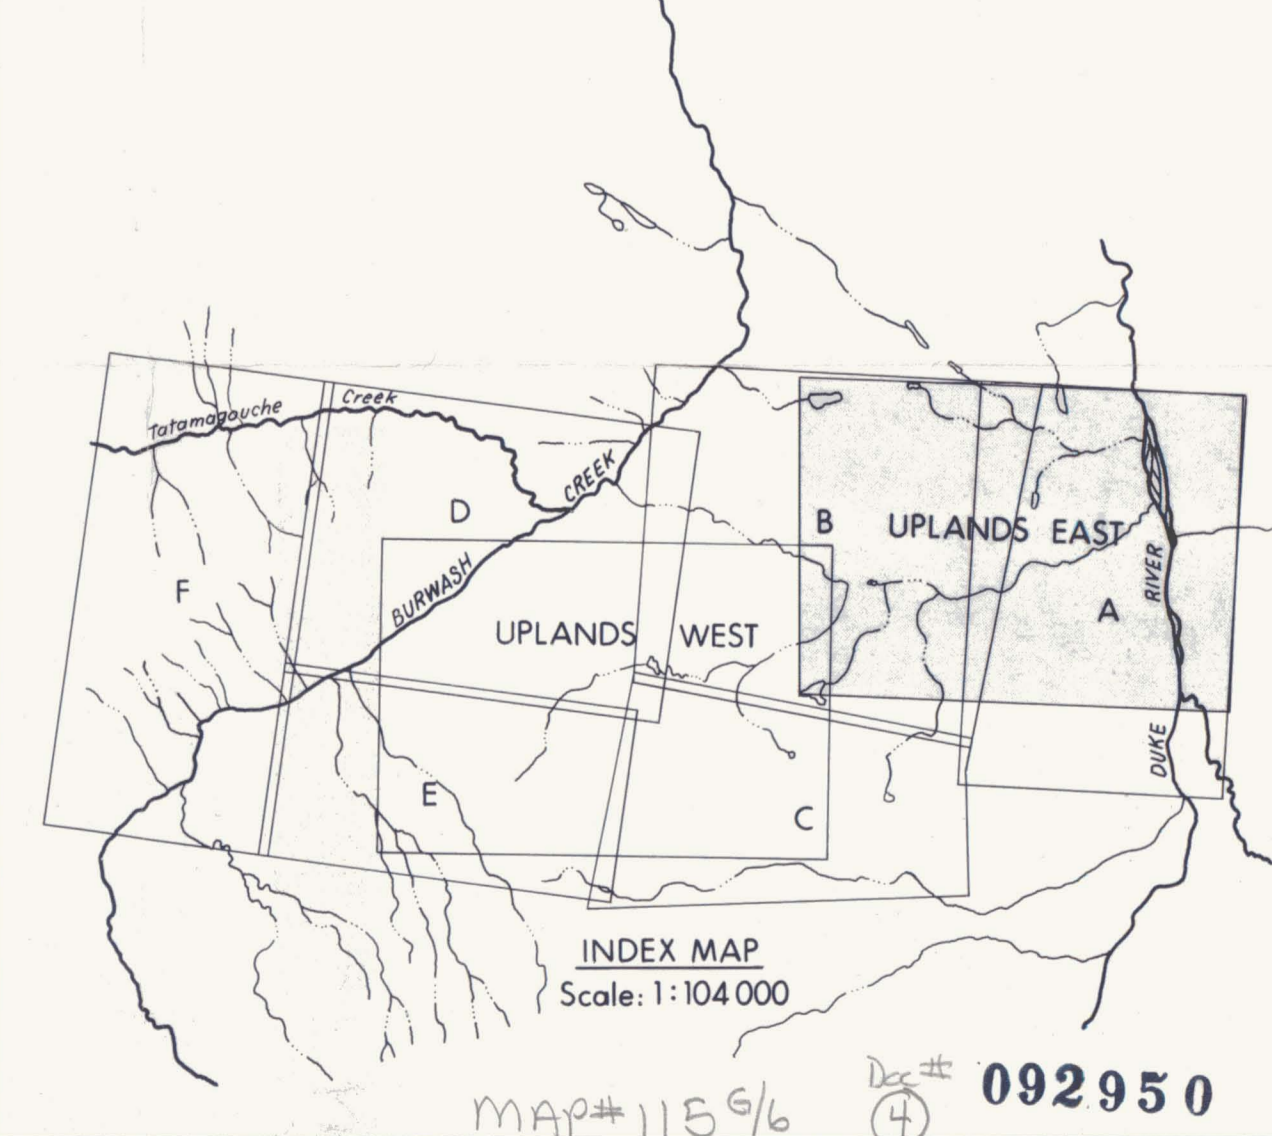 Tatamagouche Creek
D
CREEK
B
UPLANDS EAST
F
BURWASH
RIVER
A
UPLANDS WEST
DUKE
E
C
INDEX MAP
Scale: 1:104 000
Doc # 092950
MAP# 115 G/6 4